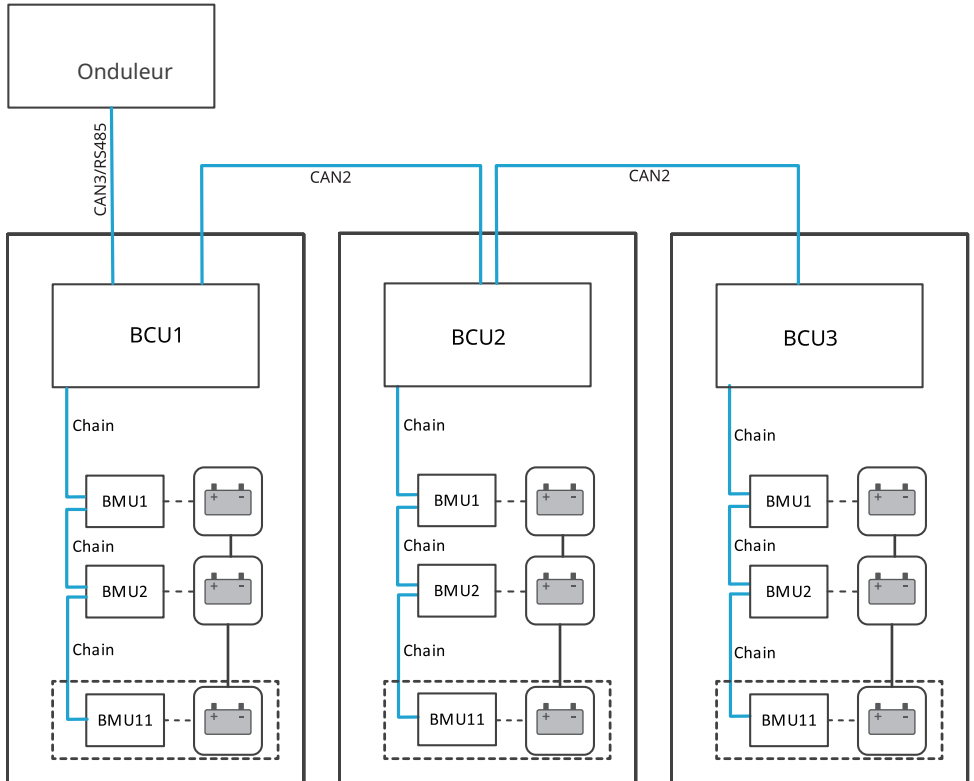 Onduleur
CAN3/RS485
CAN2
CAN2
BCU1
BCU2
BCU3
Chain
Chain
Chain
BMU1
BMU1
BMU1
Chain
Chain
Chain
BMU2
BMU2
BMU2
Chain
Chain
Chain
BMU11
BMU11
BMU11